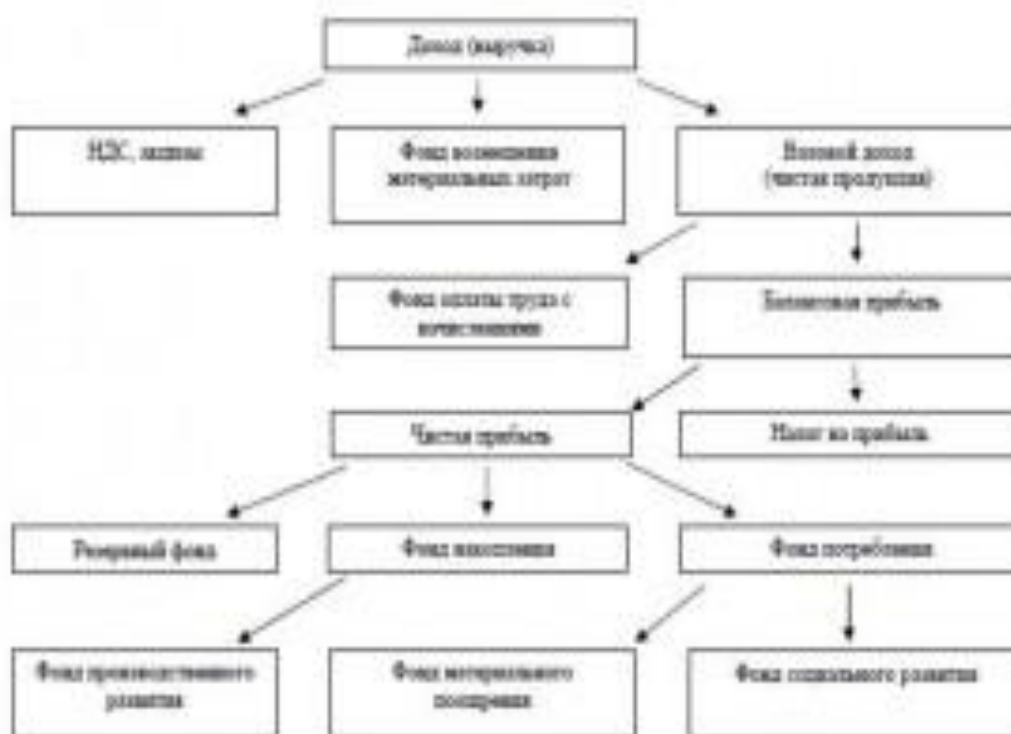 Доход (выручка)
НДС, акцизы
Фонд возмещения
материальных затрат
Валовой доход
(чистая продукция)
Фонд оплаты труда с
начислениями
Балансовая прибыль
Чистая прибыль
Налог на прибыль
Резервный фонд
Фонд накопления
Фонд потребления
Фонд производственного
развития
Фонд материального
поощрения
Фонд социального развития